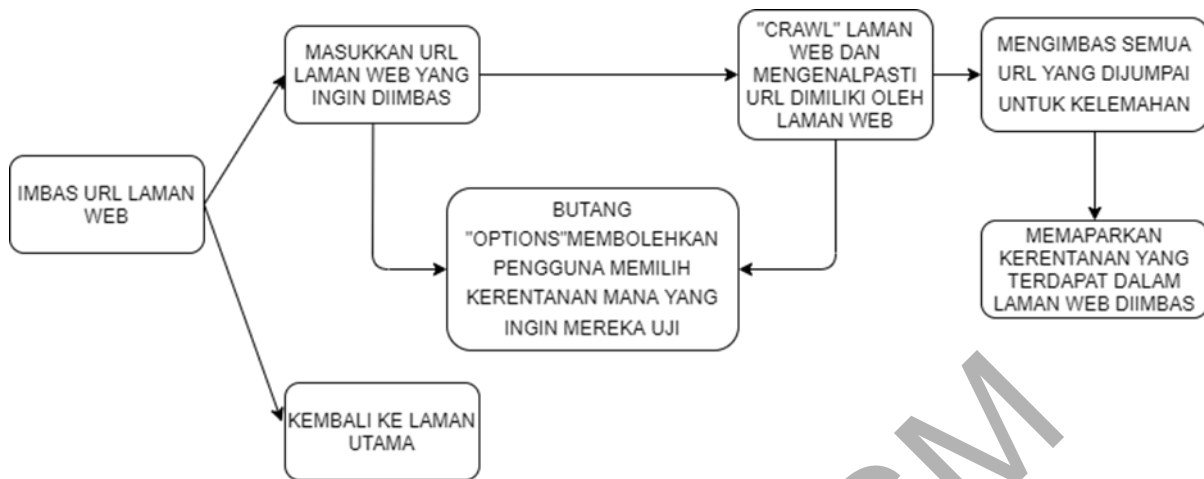 IMBAS URL LAMAN
WEB
MASUKKAN URL
LAMAN WEB YANG
INGIN DIIMBAS
KEMBALI KE LAMAN
UTAMA
BUTANG
"OPTIONS"MEMBOLEHKAN
PENGGUNA MEMILIH
KERENTANAN MANA YANG
INGIN MEREKA UJI
"CRAWL" LAMAN
WEB DAN
MENGENALPASTI
URL DIMILIKI OLEH
LAMAN WEB
MENGIMBAS SEMUA
URL YANG DIJUMPAI
UNTUK KELEMAHAN
MEMAPARKAN
KERENTANAN YANG
TERDAPAT DALAM
LAMAN WEB DIIMBAS